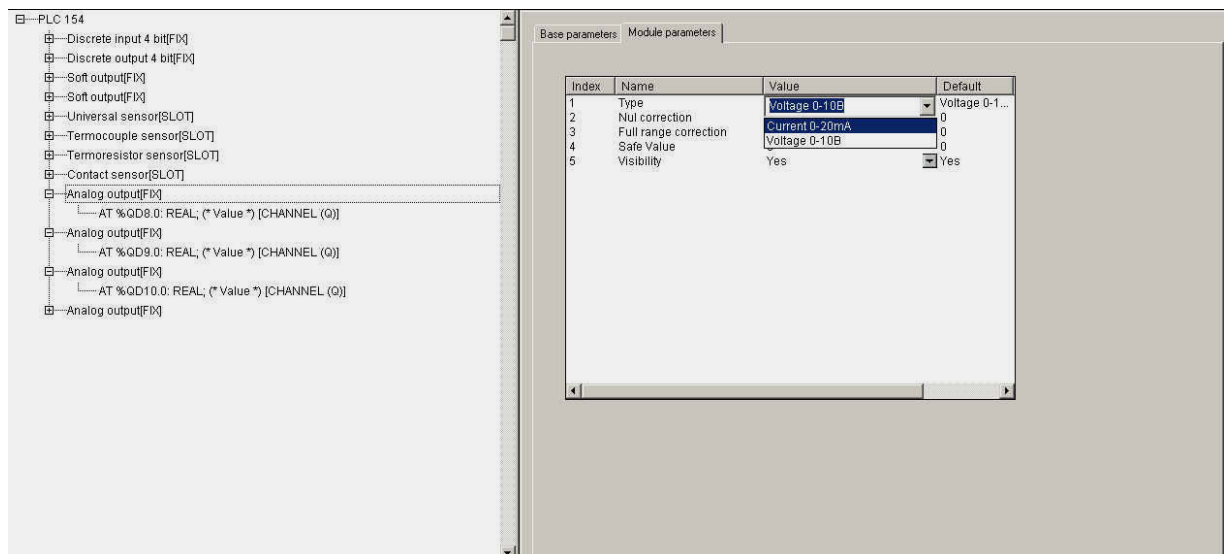 PLC 154
Discrete input 4 bit[FIX]
Discrete output 4 bit[FIX]
Soft output[FIX]
Soft output[FIX]
Universal sensor[SLOT]
Termocouple sensor[SLOT]
Termoresistor sensor[SLOT]
Contact sensor[SLOT]
Analog output[FIX]
AT %QD8.0: REAL; (* Value *) [CHANNEL (Q)]
Analog output[FIX]
AT %QD9.0: REAL; (* Value *) [CHANNEL (Q)]
Analog output[FIX]
AT %QD10.0: REAL; (* Value *) [CHANNEL (Q)]
Analog output[FIX]
Base parameters Module parameters
Index Name Value Default
1 Type Voltage 0-10B Voltage 0-1...
2 Nul correction Current 0-20mA 0
3 Full range correction Voltage 0-10B 0
4 Safe Value 0
5 Visibility Yes Yes